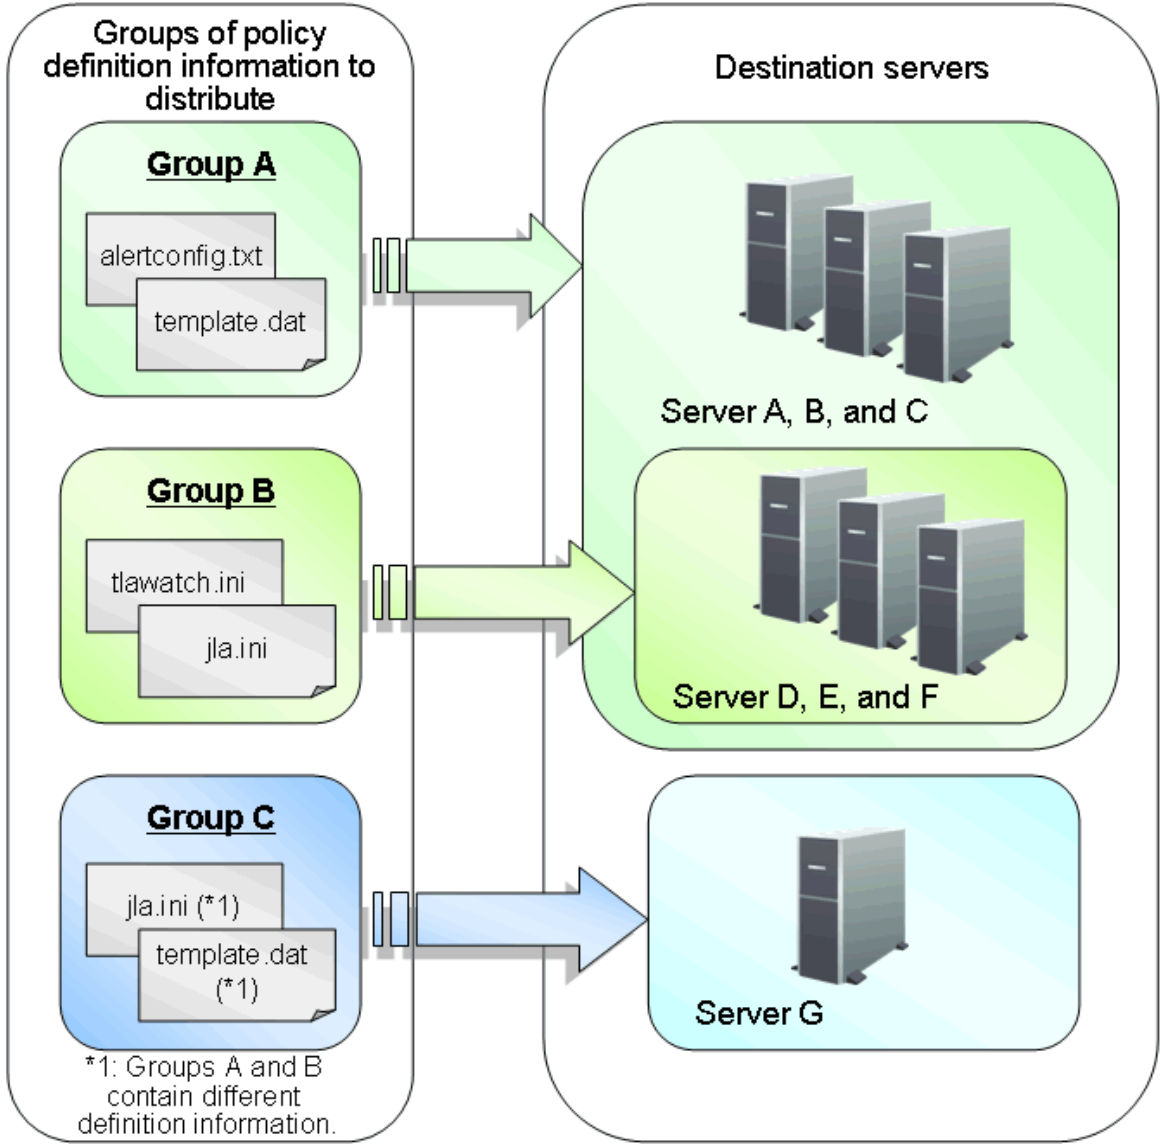 Groups of policy
definition information to
distribute
Destination servers
Group A
alertconfig.txt
template.dat
Server A, B, and C
Group B
tlawatch.ini
jla.ini
Server D, E, and F
Group C
jla.ini (*1)
template.dat
(*1)
Server G
*1: Groups A and B
contain different
definition information.